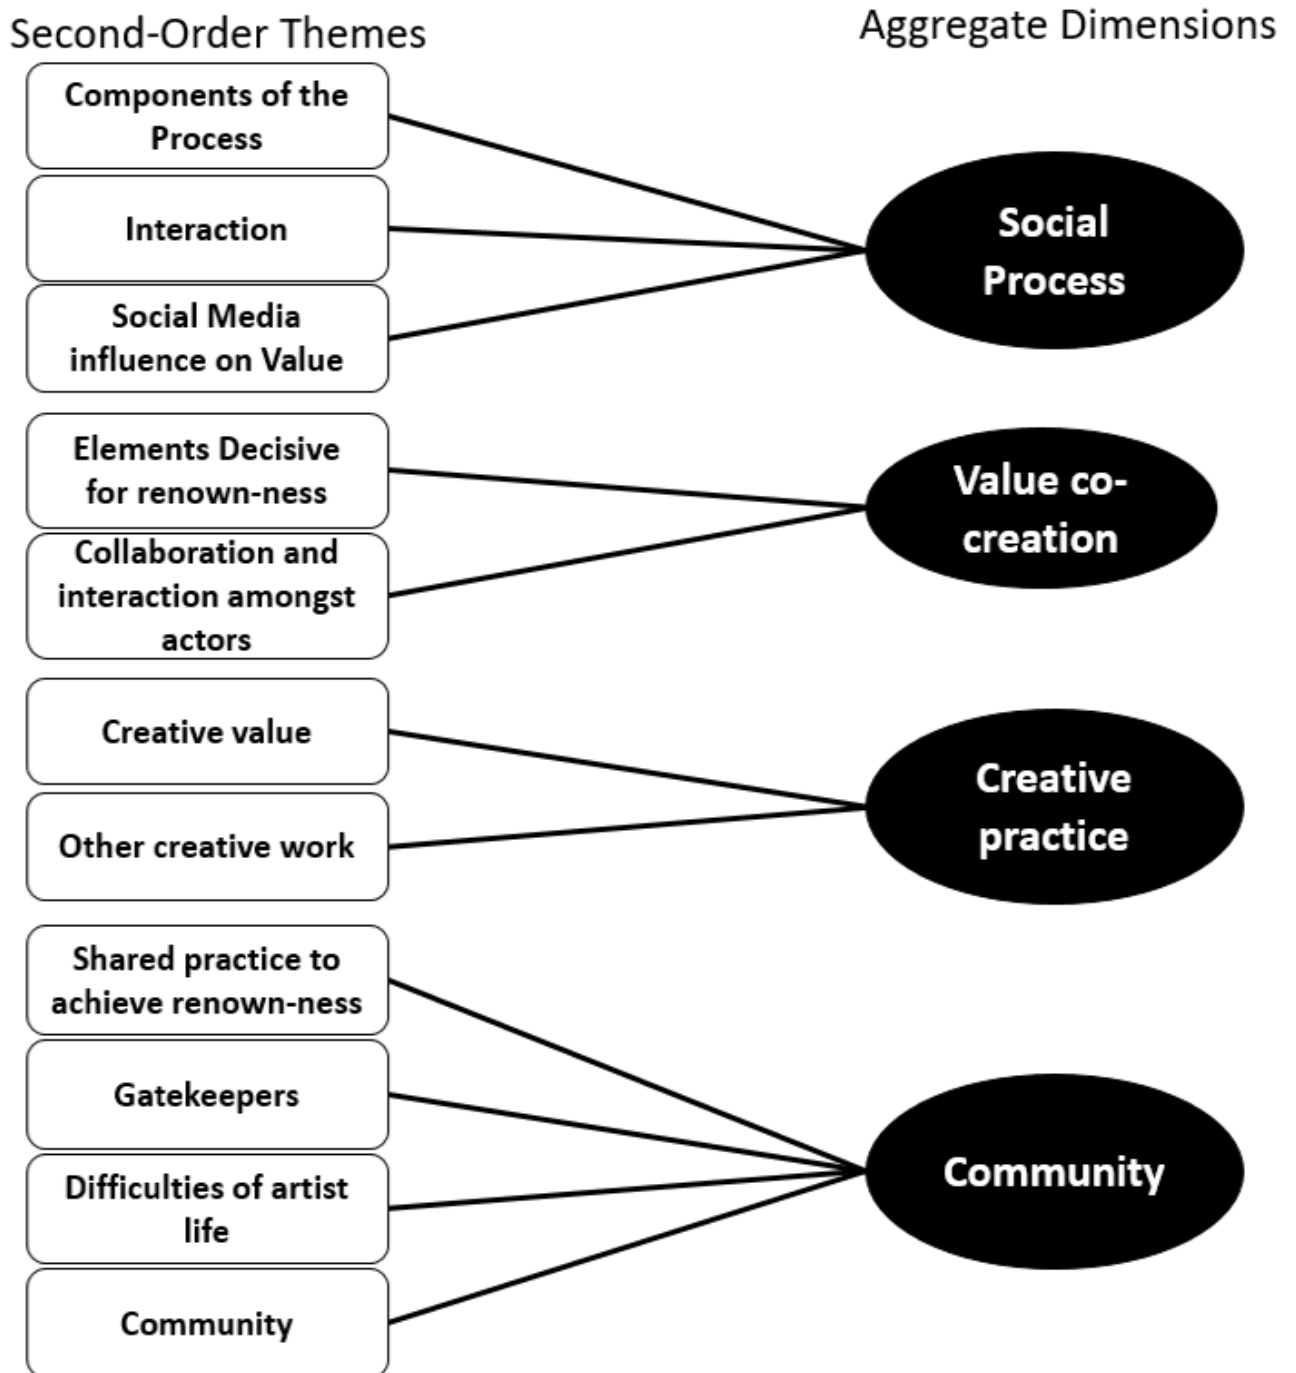 Second-Order Themes
Aggregate Dimensions
Components of the
Process
Interaction
Social Media
influence on Value
Social
Process
Elements Decisive
for renown-ness
Collaboration and
interaction amongst
actors
Value co-
creation
Creative value
Other creative work
Creative
practice
Shared practice to
achieve renown-ness
Gatekeepers
Difficulties of artist
life
Community
Community